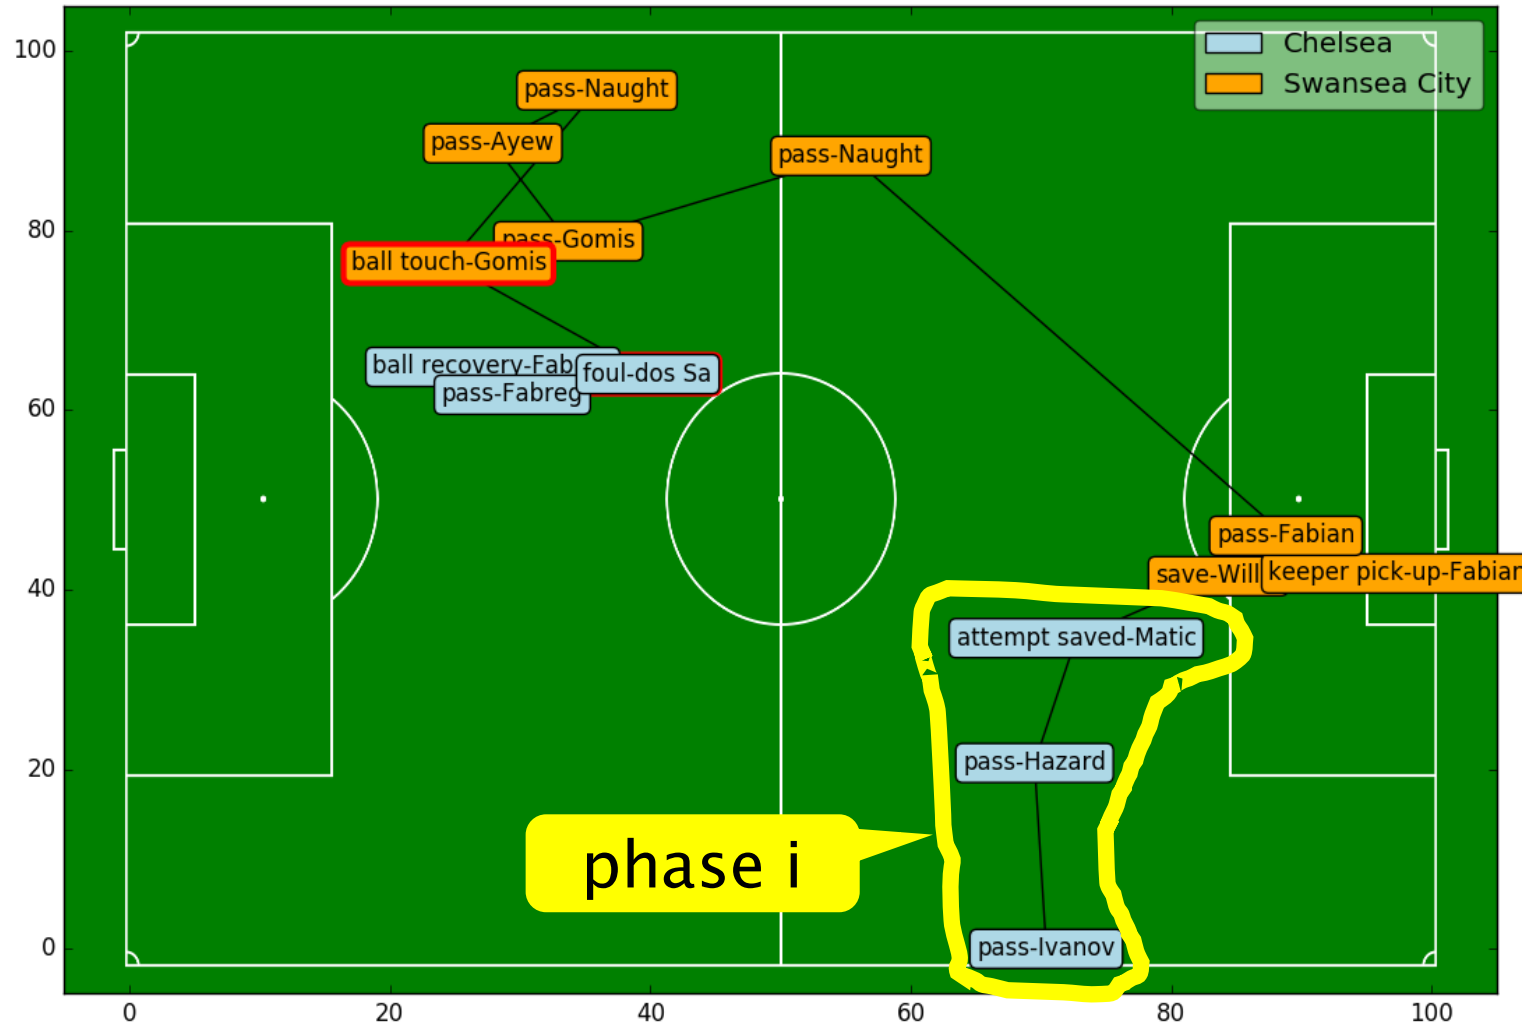 100
Chelsea
Swansea City
pass-Naught
pass-Ayew
pass-Naught
80
pass-Gomis
ball touch-Gomis
ball recovery-Fab
foul-dos Sa
pass-Fabreg
60
pass-Fabian
save-Will
keeper pick-up-Fabian
40
attempt saved-Matic
20
pass-Hazard
phase i
0
pass-Ivanov
0 20 40 60 80 100